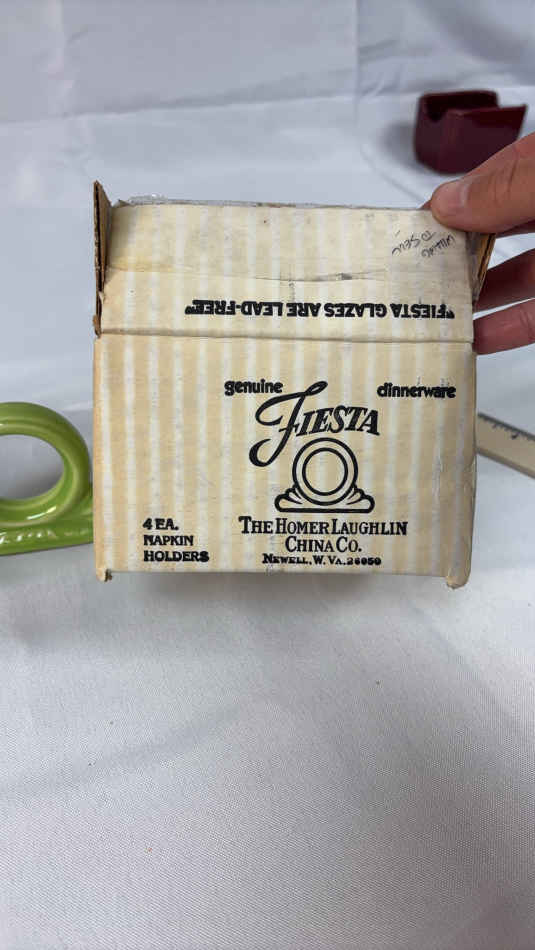 "FIESTA GLAZES ARE LEAD-FREE"
genuine
dinnerware
FIESTA
4 EA.
NAPKIN
HOLDERS
THE HOMER LAUGHLIN
CHINA CO.
NEWELL, W. VA. 26050